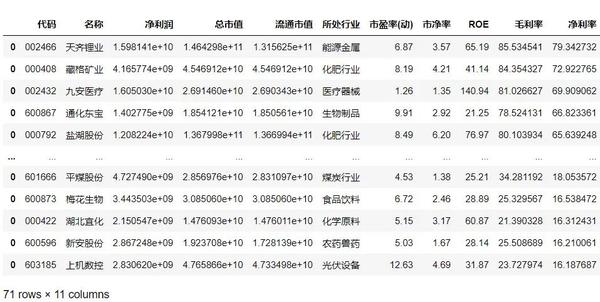 代码 名称 净利润 总市值 流通市值 所处行业 市盈率(动) 市净率 ROE 毛利率 净利率
0 002466 天齐锂业 1.598141e+10 1.464298e+11 1.315625e+11 能源金属 6.87 3.57 65.19 85.534541 79.342732
0 000408 藏格矿业 4.165774e+09 4.546912e+10 4.546912e+10 化肥行业 8.19 4.21 41.14 84.354327 72.922765
0 002432 九安医疗 1.605030e+10 2.691460e+10 2.690343e+10 医疗器械 1.26 1.35 140.94 81.026627 69.909062
0 600867 通化东宝 1.402775e+09 1.854121e+10 1.850561e+10 生物制品 9.91 2.92 21.25 78.524131 66.823361
0 000792 盐湖股份 1.208224e+10 1.367998e+11 1.366994e+11 化肥行业 8.49 6.20 76.97 80.103934 65.639248
... ... ... ... ... ... ... ... ... ... ... ...
0 601666 平煤股份 4.727490e+09 2.856976e+10 2.831097e+10 煤炭行业 4.53 1.38 25.21 34.281192 18.053572
0 600873 梅花生物 3.443503e+09 3.085060e+10 3.085060e+10 食品饮料 6.72 2.46 28.89 25.329657 16.538472
0 000422 湖北宜化 2.150547e+09 1.476093e+10 1.476011e+10 化学原料 5.15 3.17 60.87 21.390328 16.312431
0 600596 新安股份 2.867248e+09 1.923708e+10 1.728139e+10 农药兽药 5.03 1.67 28.14 25.508689 16.210061
0 603185 上机数控 2.830620e+09 4.765866e+10 4.733498e+10 光伏设备 12.63 4.69 31.87 23.727974 16.187687
71 rows × 11 columns